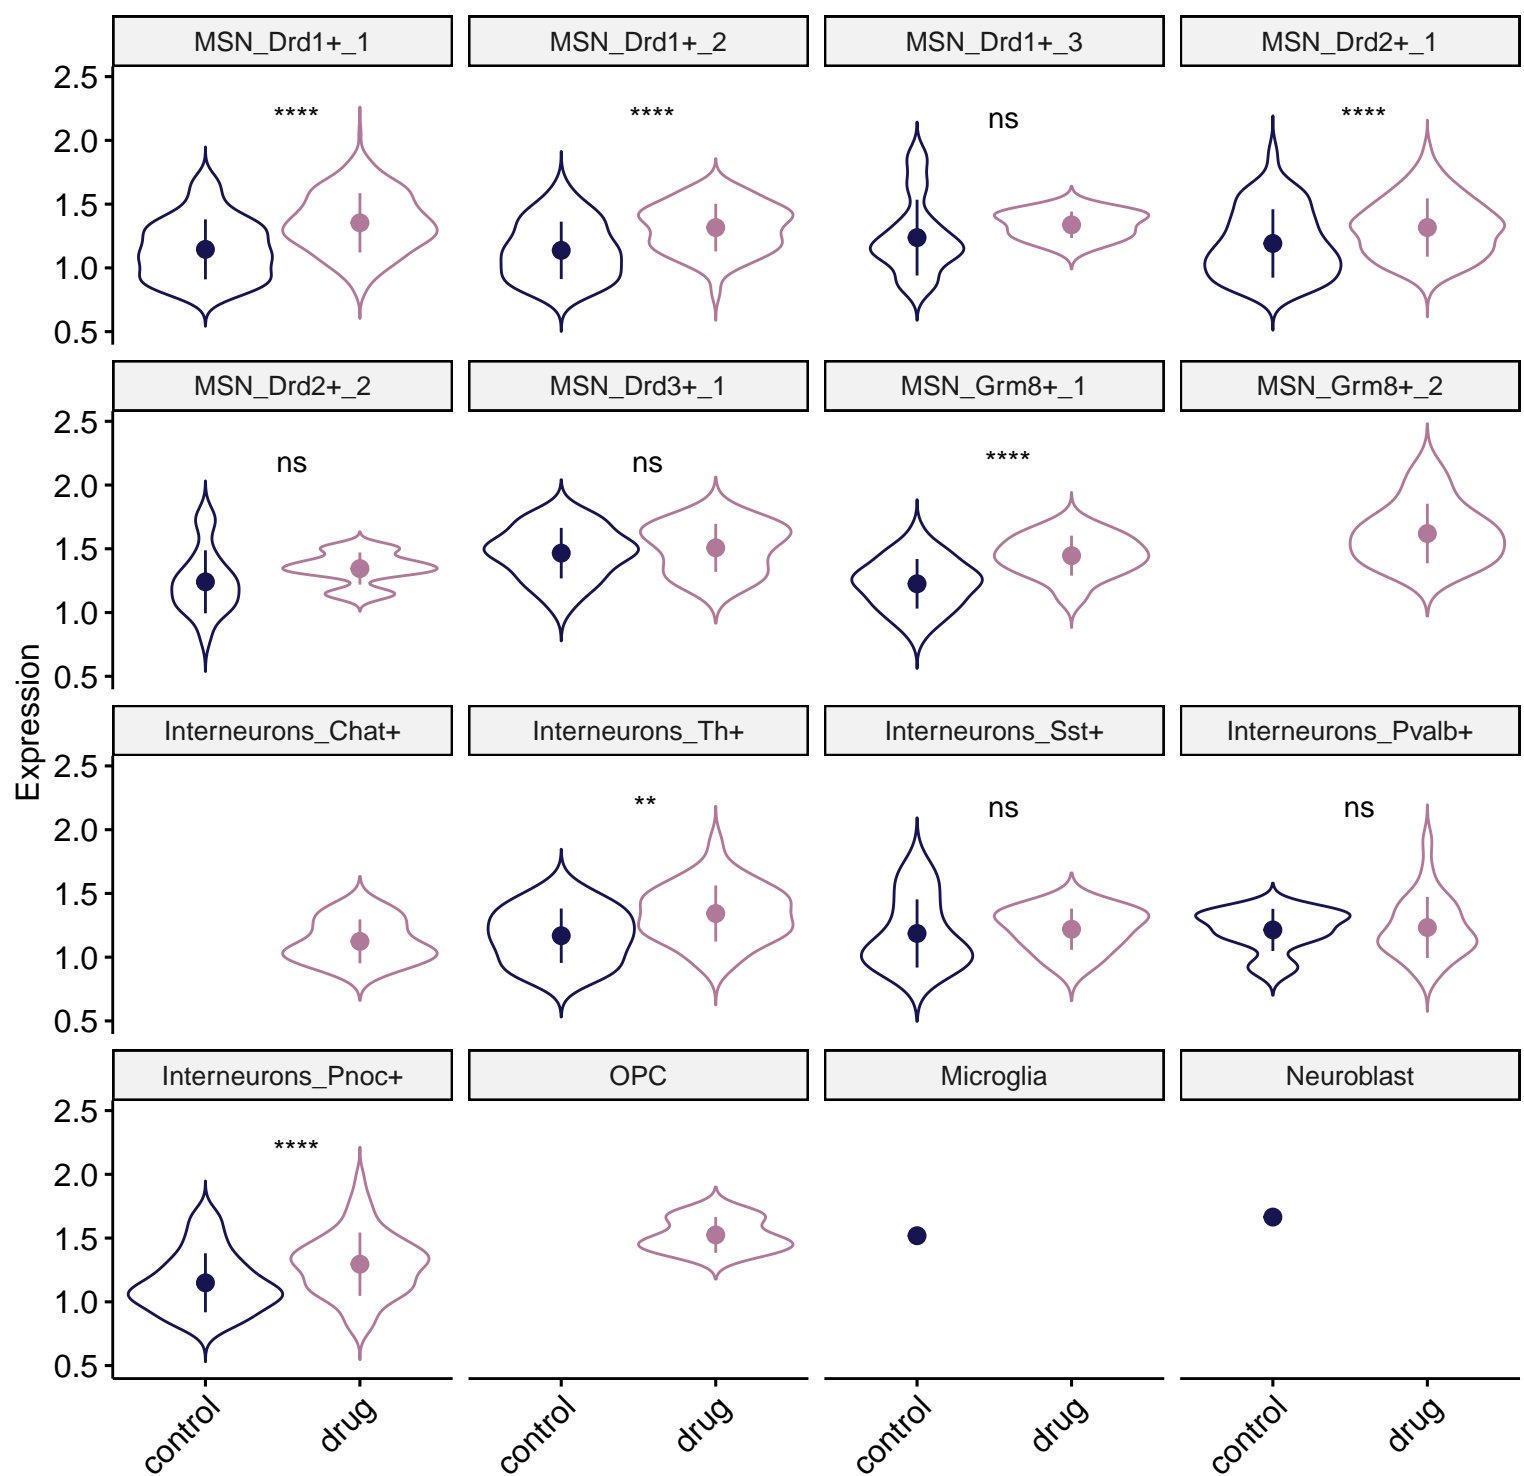 MSN_Drd1+_1
MSN_Drd1+_2
MSN_Drd1+_3
MSN_Drd2+_1
2.5
2.0
1.5
1.0
0.5
****
****
ns
****
MSN_Drd2+_2
MSN_Drd3+_1
MSN_Grm8+_1
MSN_Grm8+_2
2.5
2.0
1.5
1.0
0.5
ns
ns
****
Expression
Interneurons_Chat+
Interneurons_Th+
Interneurons_Sst+
Interneurons_Pvalb+
2.5
2.0
1.5
1.0
0.5
**
ns
ns
Interneurons_Pnoc+
OPC
Microglia
Neuroblast
2.5
2.0
1.5
1.0
0.5
****
control
drug
control
drug
control
drug
control
drug